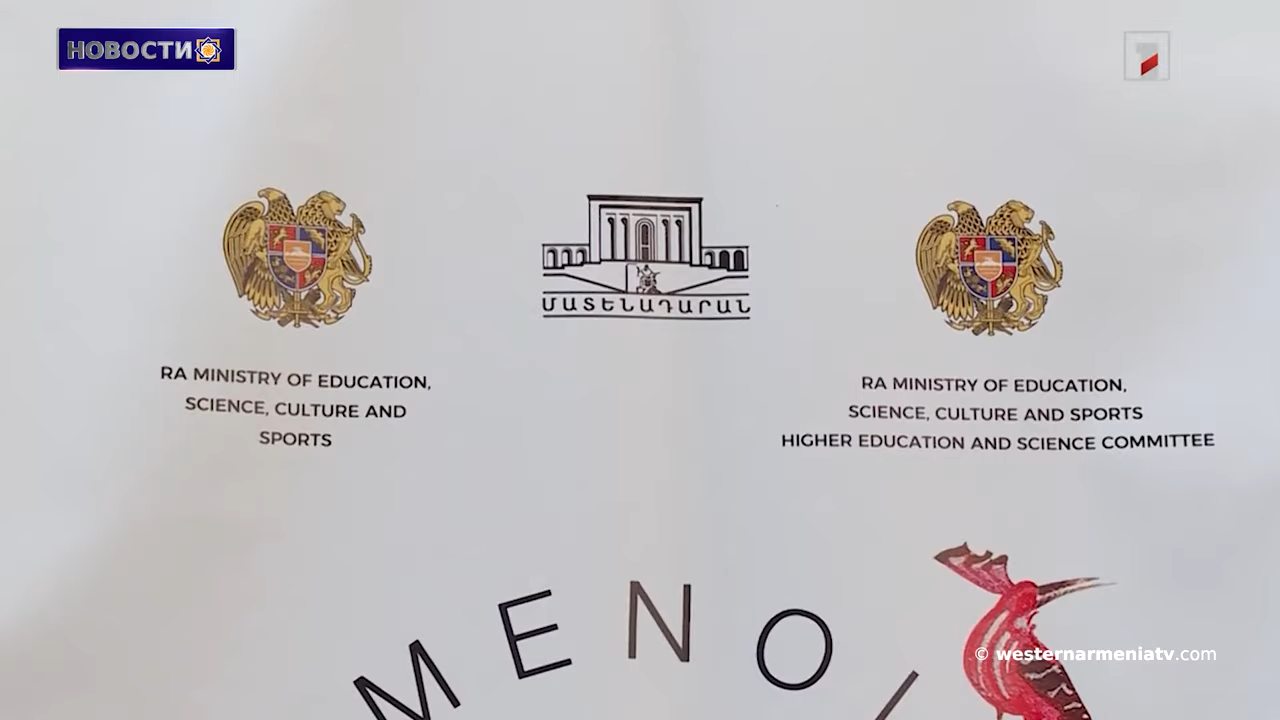 НОВОСТИ
ՄԱՏԵՆԱԴԱՐԱՆ
RA MINISTRY OF EDUCATION,
SCIENCE, CULTURE AND
SPORTS
RA MINISTRY OF EDUCATION,
SCIENCE, CULTURE AND SPORTS
HIGHER EDUCATION AND SCIENCE COMMITTEE
MENO
© westernarmeniatv.com